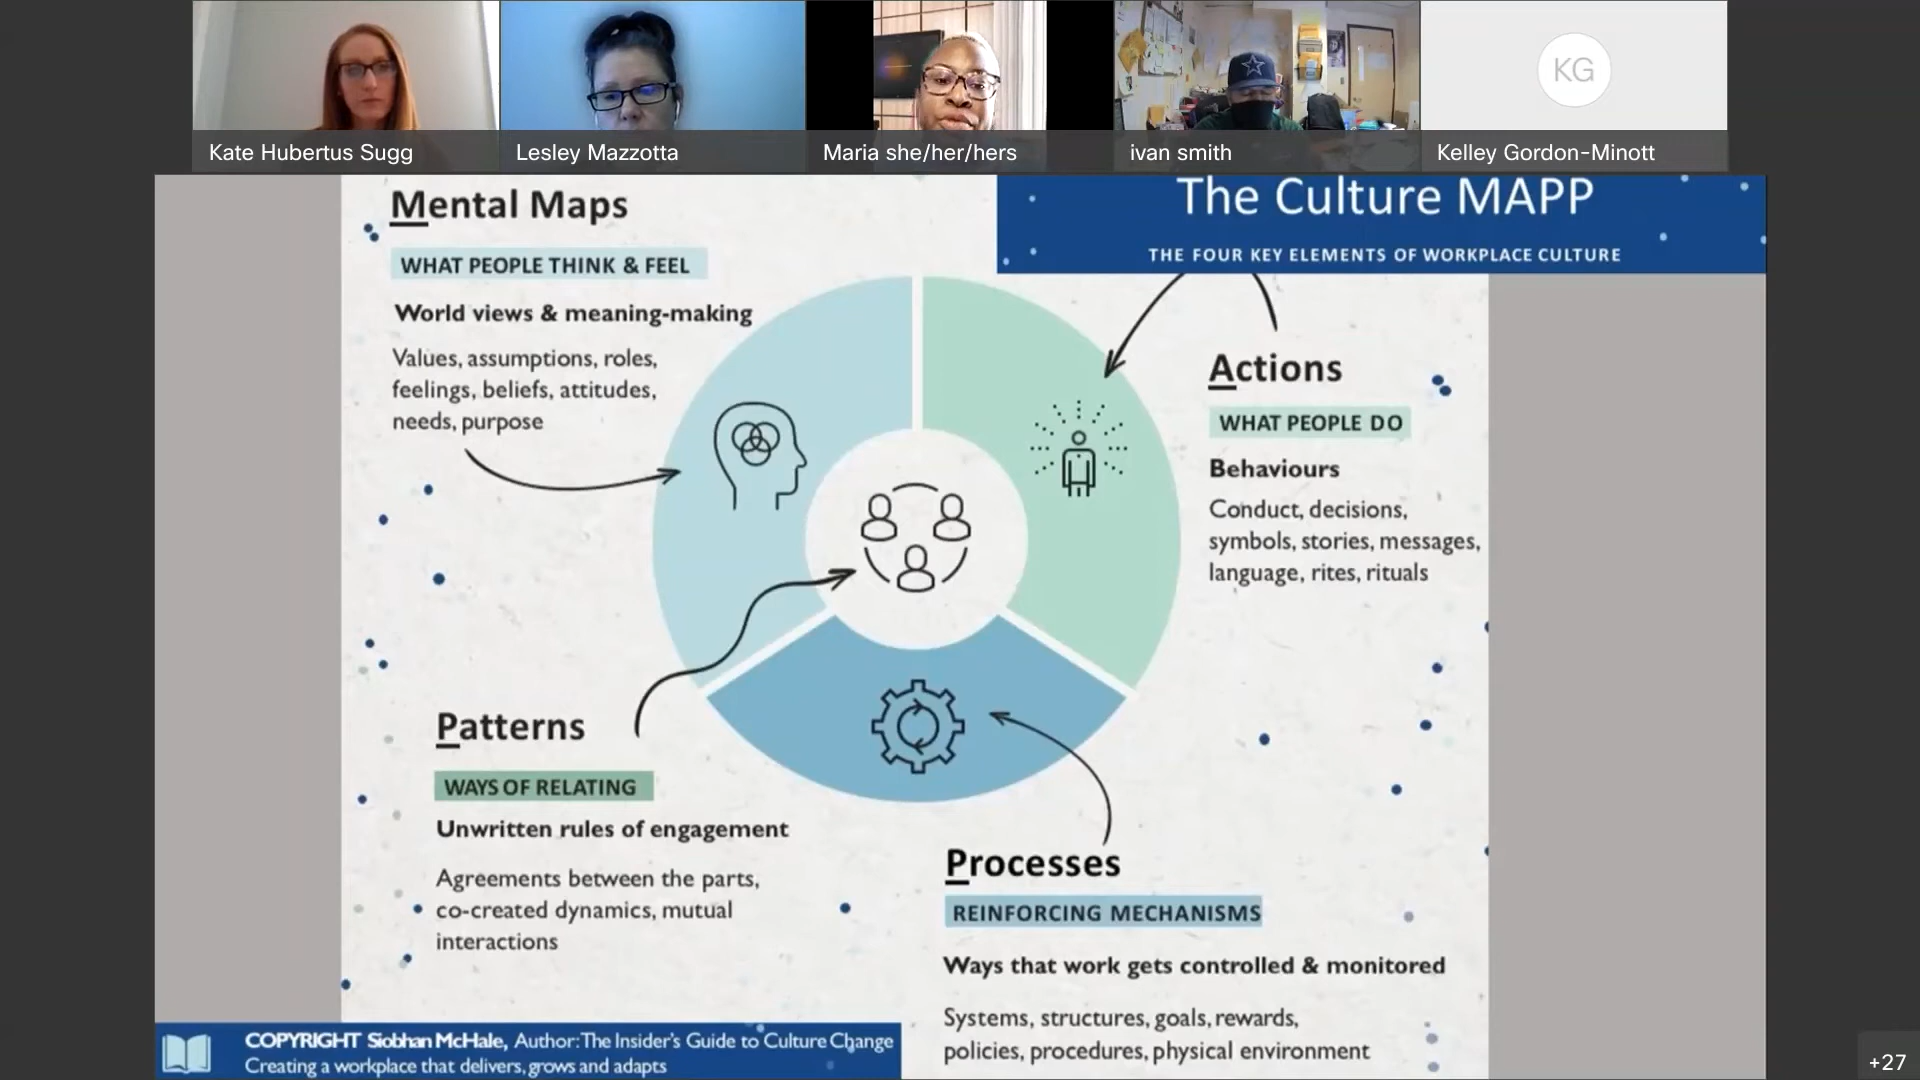 Kate Hubertus Sugg
Lesley Mazzotta
Maria she/her/hers
ivan smith
KG
Kelley Gordon-Minott
Mental Maps
WHAT PEOPLE THINK & FEEL
World views & meaning-making
Values, assumptions, roles,
feelings, beliefs, attitudes,
needs, purpose
The Culture MAPP
THE FOUR KEY ELEMENTS OF WORKPLACE CULTURE
Actions
WHAT PEOPLE DO
Behaviours
Conduct, decisions,
symbols, stories, messages,
language, rites, rituals
Patterns
WAYS OF RELATING
Unwritten rules of engagement
Agreements between the parts,
co-created dynamics, mutual
interactions
Processes
REINFORCING MECHANISMS
Ways that work gets controlled & monitored
Systems, structures, goals, rewards,
policies, procedures, physical environment
COPYRIGHT Siobhan McHale, Author: The Insider's Guide to Culture Change
Creating a workplace that delivers, grows and adapts
+27